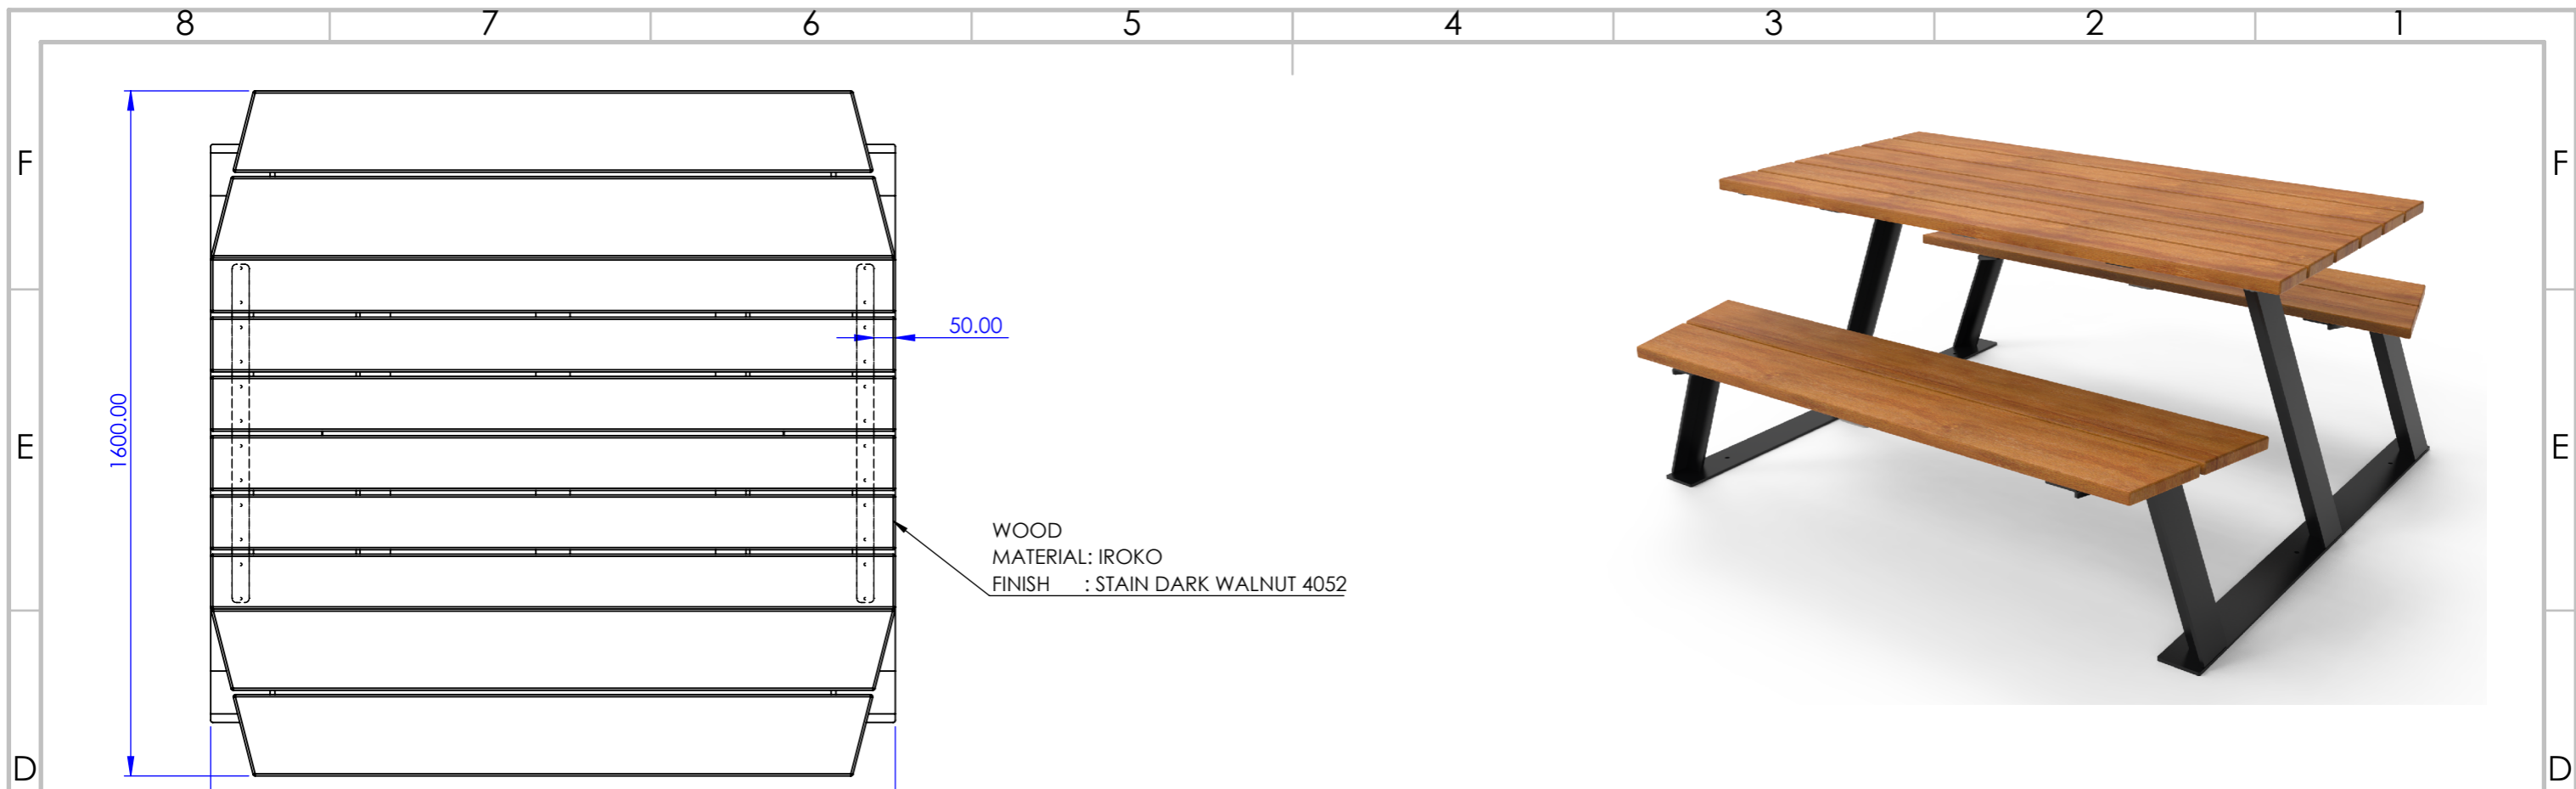 8 7 6 5 4 3 2 1
F F
50.00
1600.00
E E
WOOD
MATERIAL: IROKO
FINISH : STAIN DARK WALNUT 4052
D D